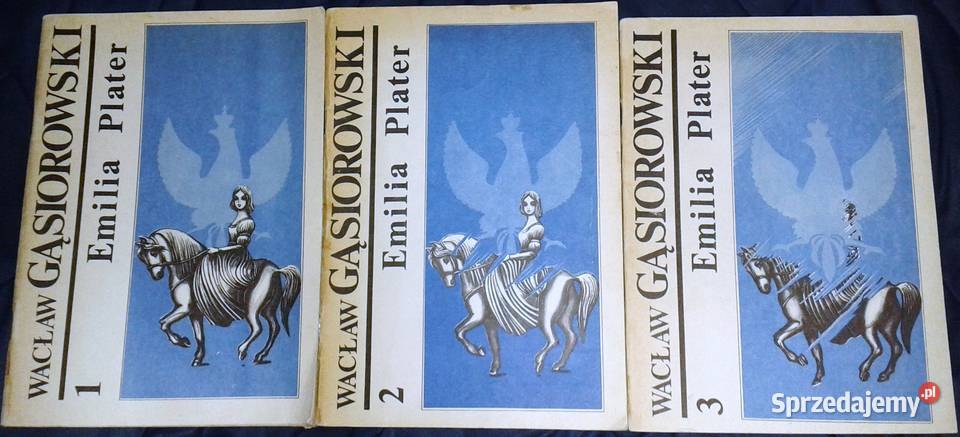 WACŁAW GĄSIOROWSKI
1 Emilia Plater
WACŁAW GĄSIOROWSKI
2 Emilia Plater
WACŁAW GĄSIOROWSKI
3 Emilia Plater
Sprzedajemy.pl